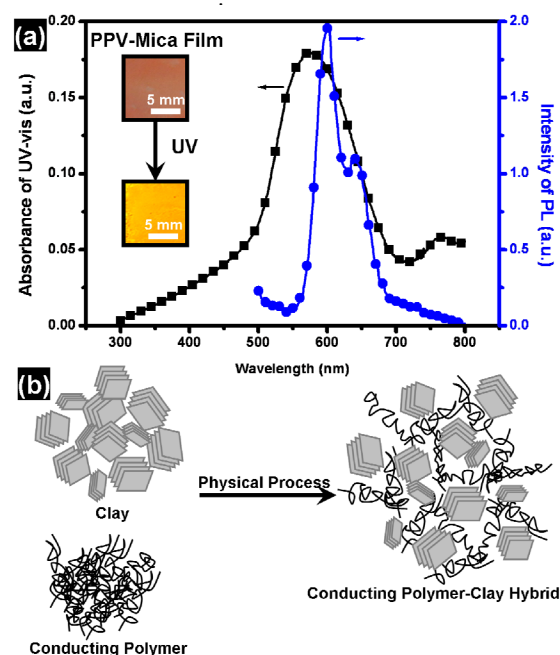 (a)
PPV-Mica Film
5 mm
UV
5 mm
Absorbance of UV-vis (a.u.)
0.20
0.15
0.10
0.05
0.00
2.0
1.5
1.0
0.5
0.0
Intensity of PL (a.u.)
300 400 500 600 700 800
Wavelength (nm)
(b)
Clay
Physical Process
Conducting Polymer-Clay Hybrid
Conducting Polymer